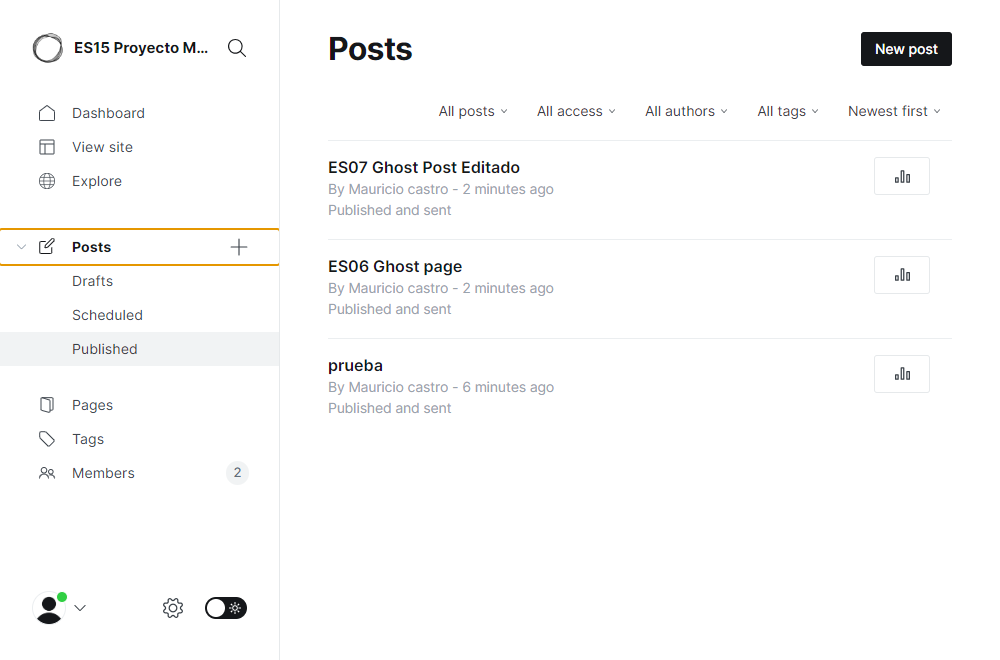 ES15 Proyecto M...
Dashboard
View site
Explore
Posts
Drafts
Scheduled
Published
Pages
Tags
Members 2
Posts
New post
All posts All access All authors All tags Newest first
ES07 Ghost Post Editado
By Mauricio castro - 2 minutes ago
Published and sent
ES06 Ghost page
By Mauricio castro - 2 minutes ago
Published and sent
prueba
By Mauricio castro - 6 minutes ago
Published and sent